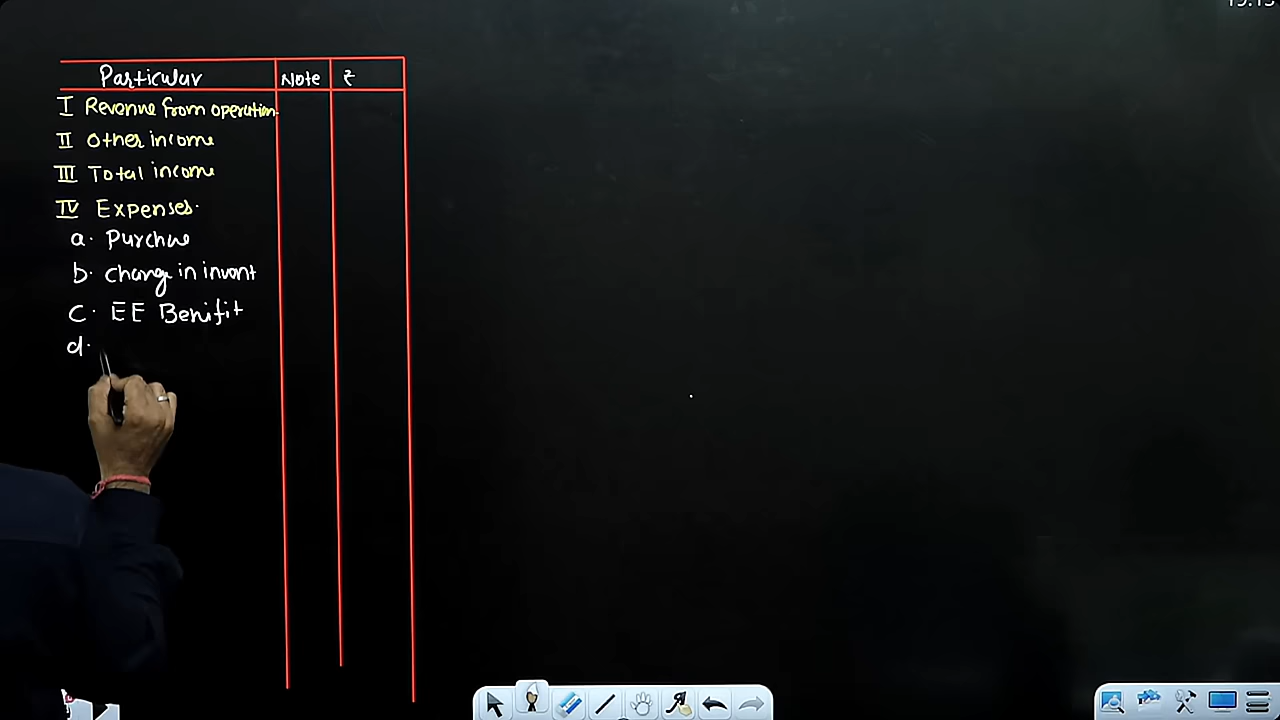 Particular Note ₹
I Revenue from operation
II Other income
III Total income
IV Expenses.
a. Purchase
b. change in invent
c. EE Benifit
d.